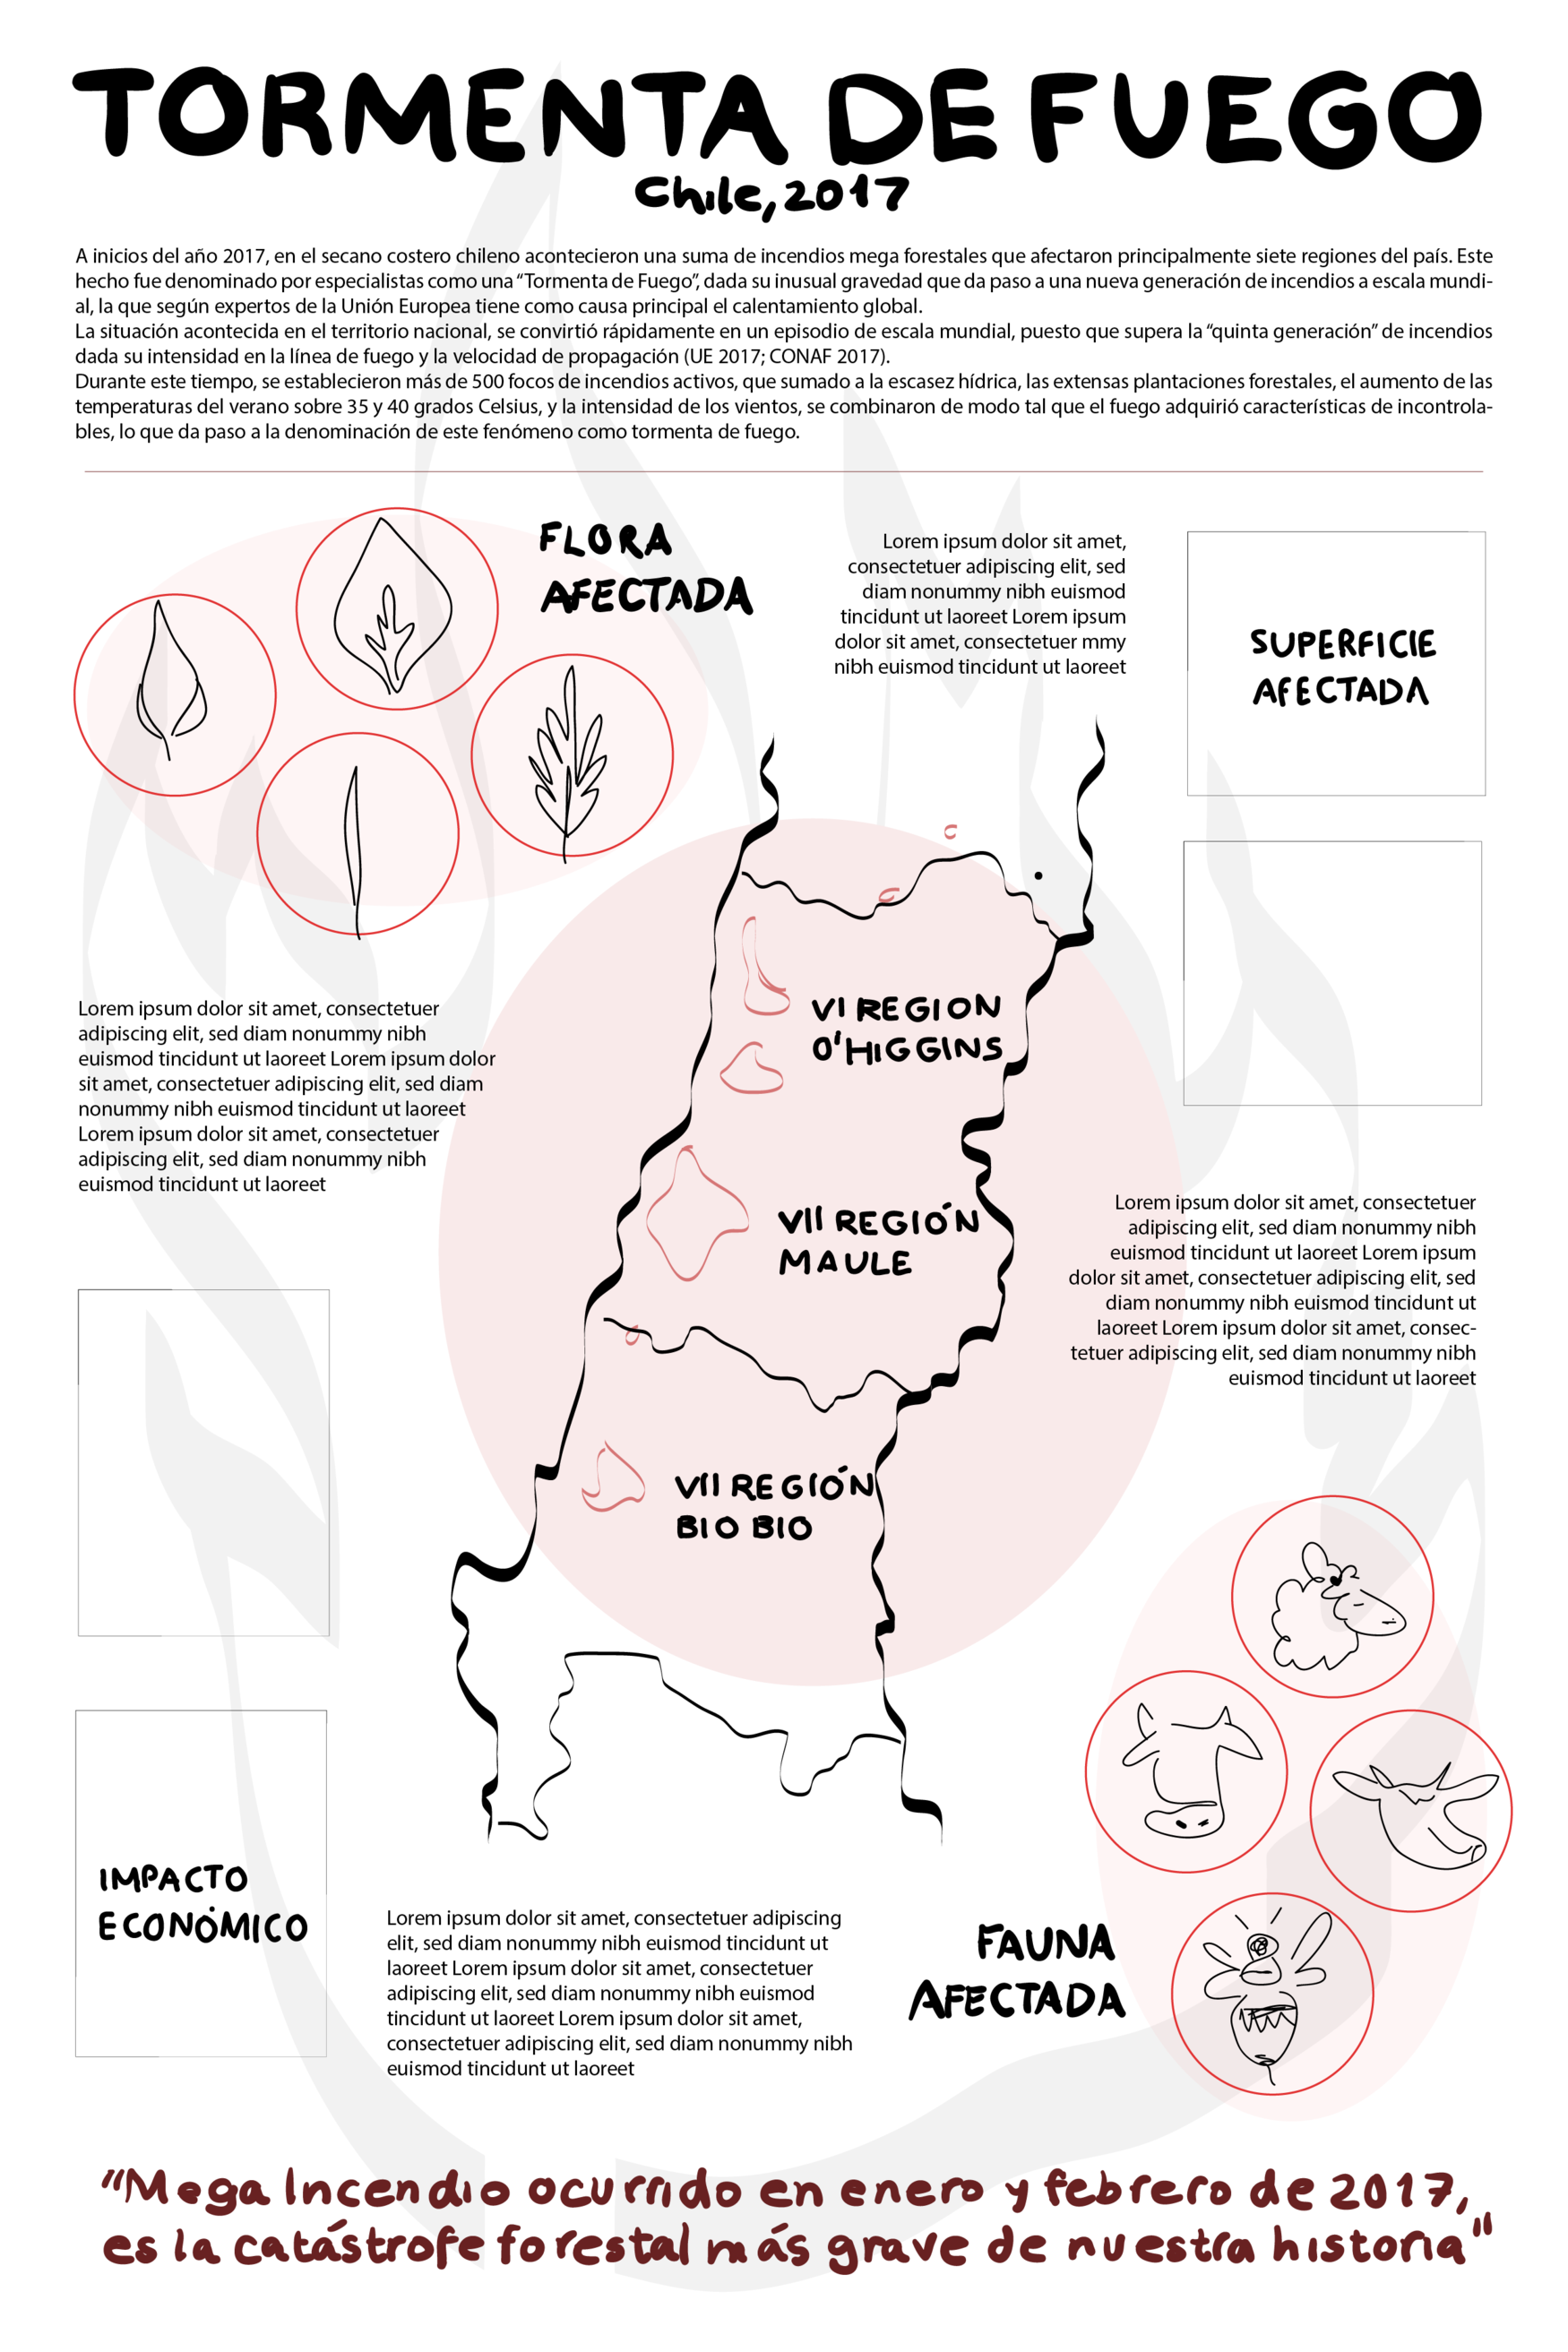 TORMENTA DE FUEGO
Chile, 2017
A inicios del año 2017, en el secano costero chileno acontecieron una suma de incendios mega forestales que afectaron principalmente siete regiones del país. Este
hecho fue denominado por especialistas como una “Tormenta de Fuego”, dada su inusual gravedad que da paso a una nueva generación de incendios a escala mundi-
al, la que según expertos de la Unión Europea tiene como causa principal el calentamiento global.
La situación acontecida en el territorio nacional, se convirtió rápidamente en un episodio de escala mundial, puesto que supera la “quinta generación” de incendios
dada su intensidad en la línea de fuego y la velocidad de propagación (UE 2017; CONAF 2017).
Durante este tiempo, se establecieron más de 500 focos de incendios activos, que sumado a la escasez hídrica, las extensas plantaciones forestales, el aumento de las
temperaturas del verano sobre 35 y 40 grados Celsius, y la intensidad de los vientos, se combinaron de modo tal que el fuego adquirió características de incontrola-
bles, lo que da paso a la denominación de este fenómeno como tormenta de fuego.
FLORA
AFECTADA
Lorem ipsum dolor sit amet,
consectetuer adipiscing elit, sed
diam nonummy nibh euismod
tincidunt ut laoreet Lorem ipsum
dolor sit amet, consectetuer mmy
nibh euismod tincidunt ut laoreet
SUPERFICIE
AFECTADA
Lorem ipsum dolor sit amet, consectetuer
adipiscing elit, sed diam nonummy nibh
euismod tincidunt ut laoreet Lorem ipsum dolor
sit amet, consectetuer adipiscing elit, sed diam
nonummy nibh euismod tincidunt ut laoreet
Lorem ipsum dolor sit amet, consectetuer
adipiscing elit, sed diam nonummy nibh
euismod tincidunt ut laoreet
VI REGION
O'HIGGINS
VII REGIÓN
MAULE
Lorem ipsum dolor sit amet, consectetuer
adipiscing elit, sed diam nonummy nibh
euismod tincidunt ut laoreet Lorem ipsum
dolor sit amet, consectetuer adipiscing elit, sed
diam nonummy nibh euismod tincidunt ut
laoreet Lorem ipsum dolor sit amet, consec-
tetuer adipiscing elit, sed diam nonummy nibh
euismod tincidunt ut laoreet
VII REGIÓN
BIO BIO
IMPACTO
ECONÓMICO
Lorem ipsum dolor sit amet, consectetuer adipiscing
elit, sed diam nonummy nibh euismod tincidunt ut
laoreet Lorem ipsum dolor sit amet, consectetuer
adipiscing elit, sed diam nonummy nibh euismod
tincidunt ut laoreet Lorem ipsum dolor sit amet,
consectetuer adipiscing elit, sed diam nonummy nibh
euismod tincidunt ut laoreet
FAUNA
AFECTADA
"Mega Incendio ocurrido en enero y febrero de 2017,
es la catástrofe forestal más grave de nuestra historia"